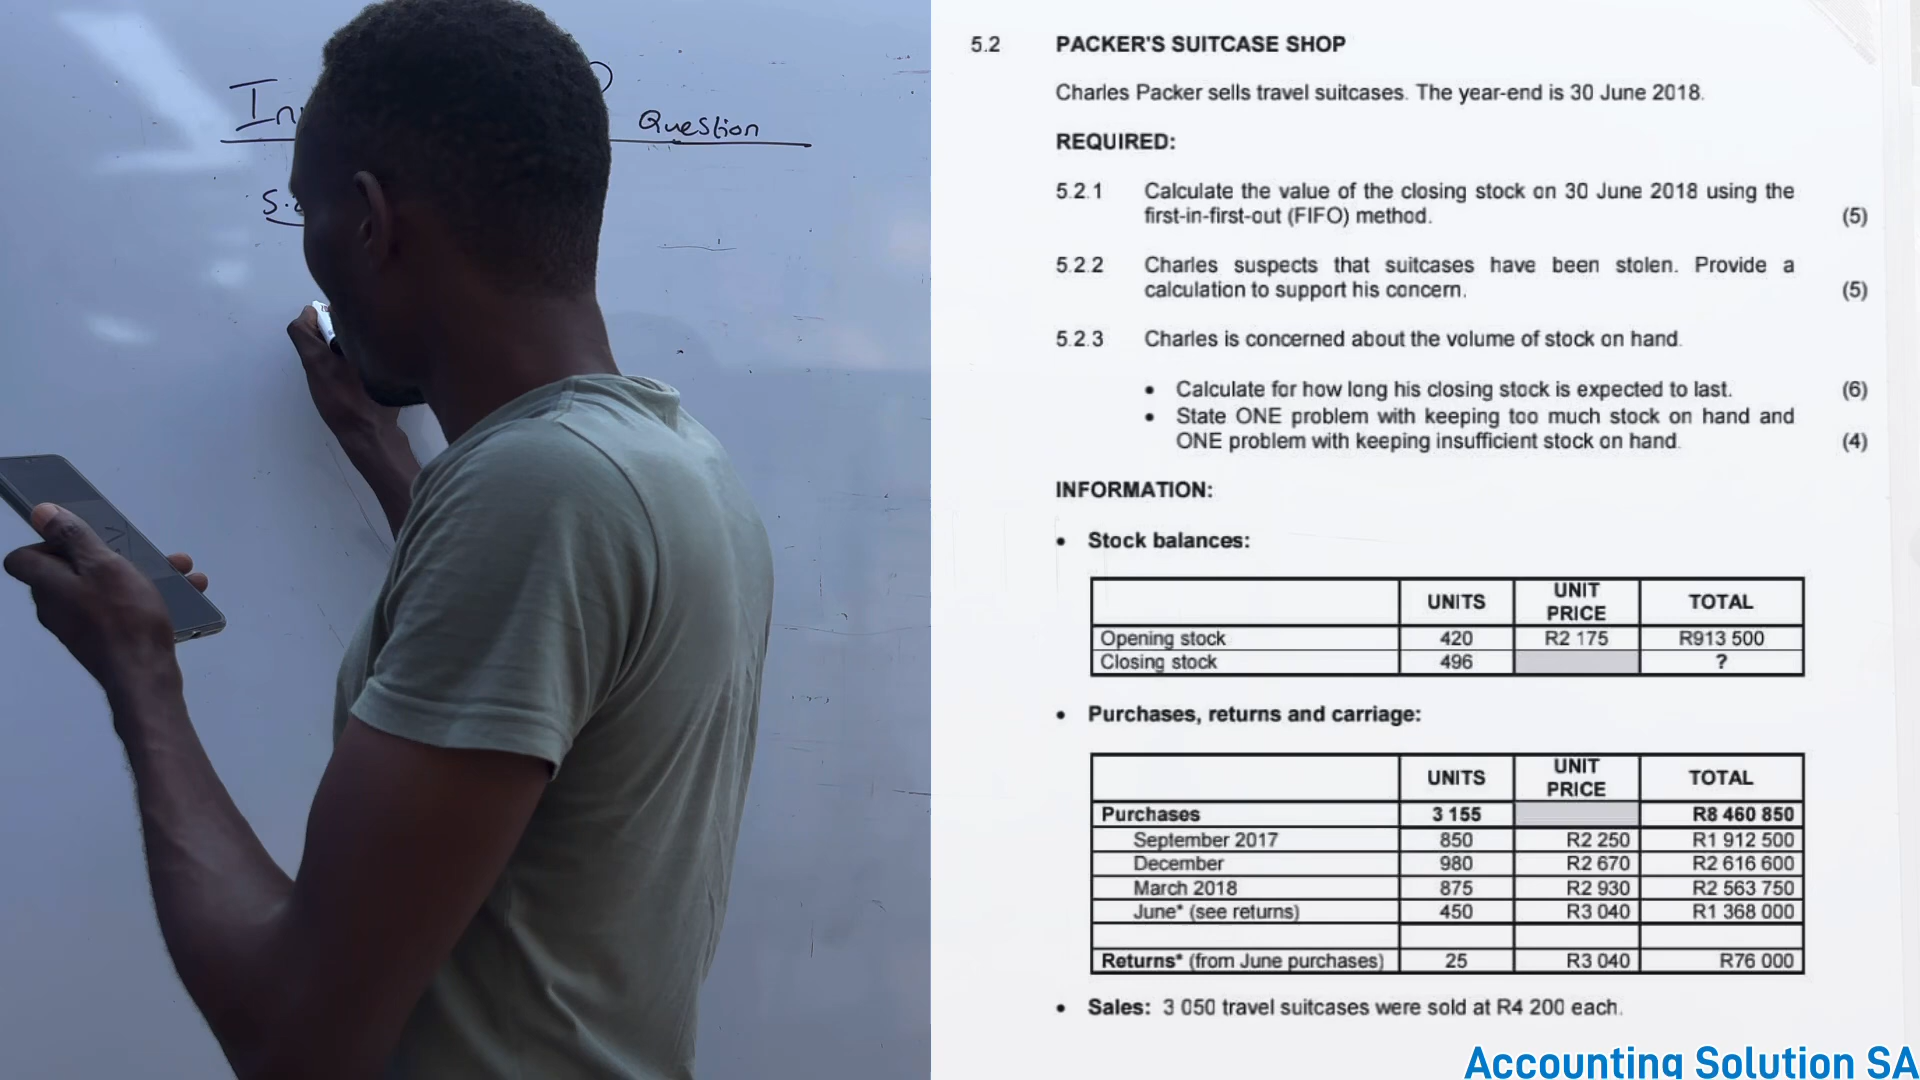 Question
5.2 PACKER'S SUITCASE SHOP
Charles Packer sells travel suitcases. The year-end is 30 June 2018.
REQUIRED:
5.2.1 Calculate the value of the closing stock on 30 June 2018 using the
first-in-first-out (FIFO) method. (5)
5.2.2 Charles suspects that suitcases have been stolen. Provide a
calculation to support his concern. (5)
5.2.3 Charles is concerned about the volume of stock on hand.
• Calculate for how long his closing stock is expected to last. (6)
• State ONE problem with keeping too much stock on hand and
ONE problem with keeping insufficient stock on hand. (4)
INFORMATION:
• Stock balances:
UNITS UNIT PRICE TOTAL
Opening stock 420 R2 175 R913 500
Closing stock 496 ?
• Purchases, returns and carriage:
UNITS UNIT PRICE TOTAL
Purchases 3 155 R8 460 850
September 2017 850 R2 250 R1 912 500
December 980 R2 670 R2 616 600
March 2018 875 R2 930 R2 563 750
June* (see returns) 450 R3 040 R1 368 000
Returns* (from June purchases) 25 R3 040 R76 000
• Sales: 3 050 travel suitcases were sold at R4 200 each.
Accounting Solution SA